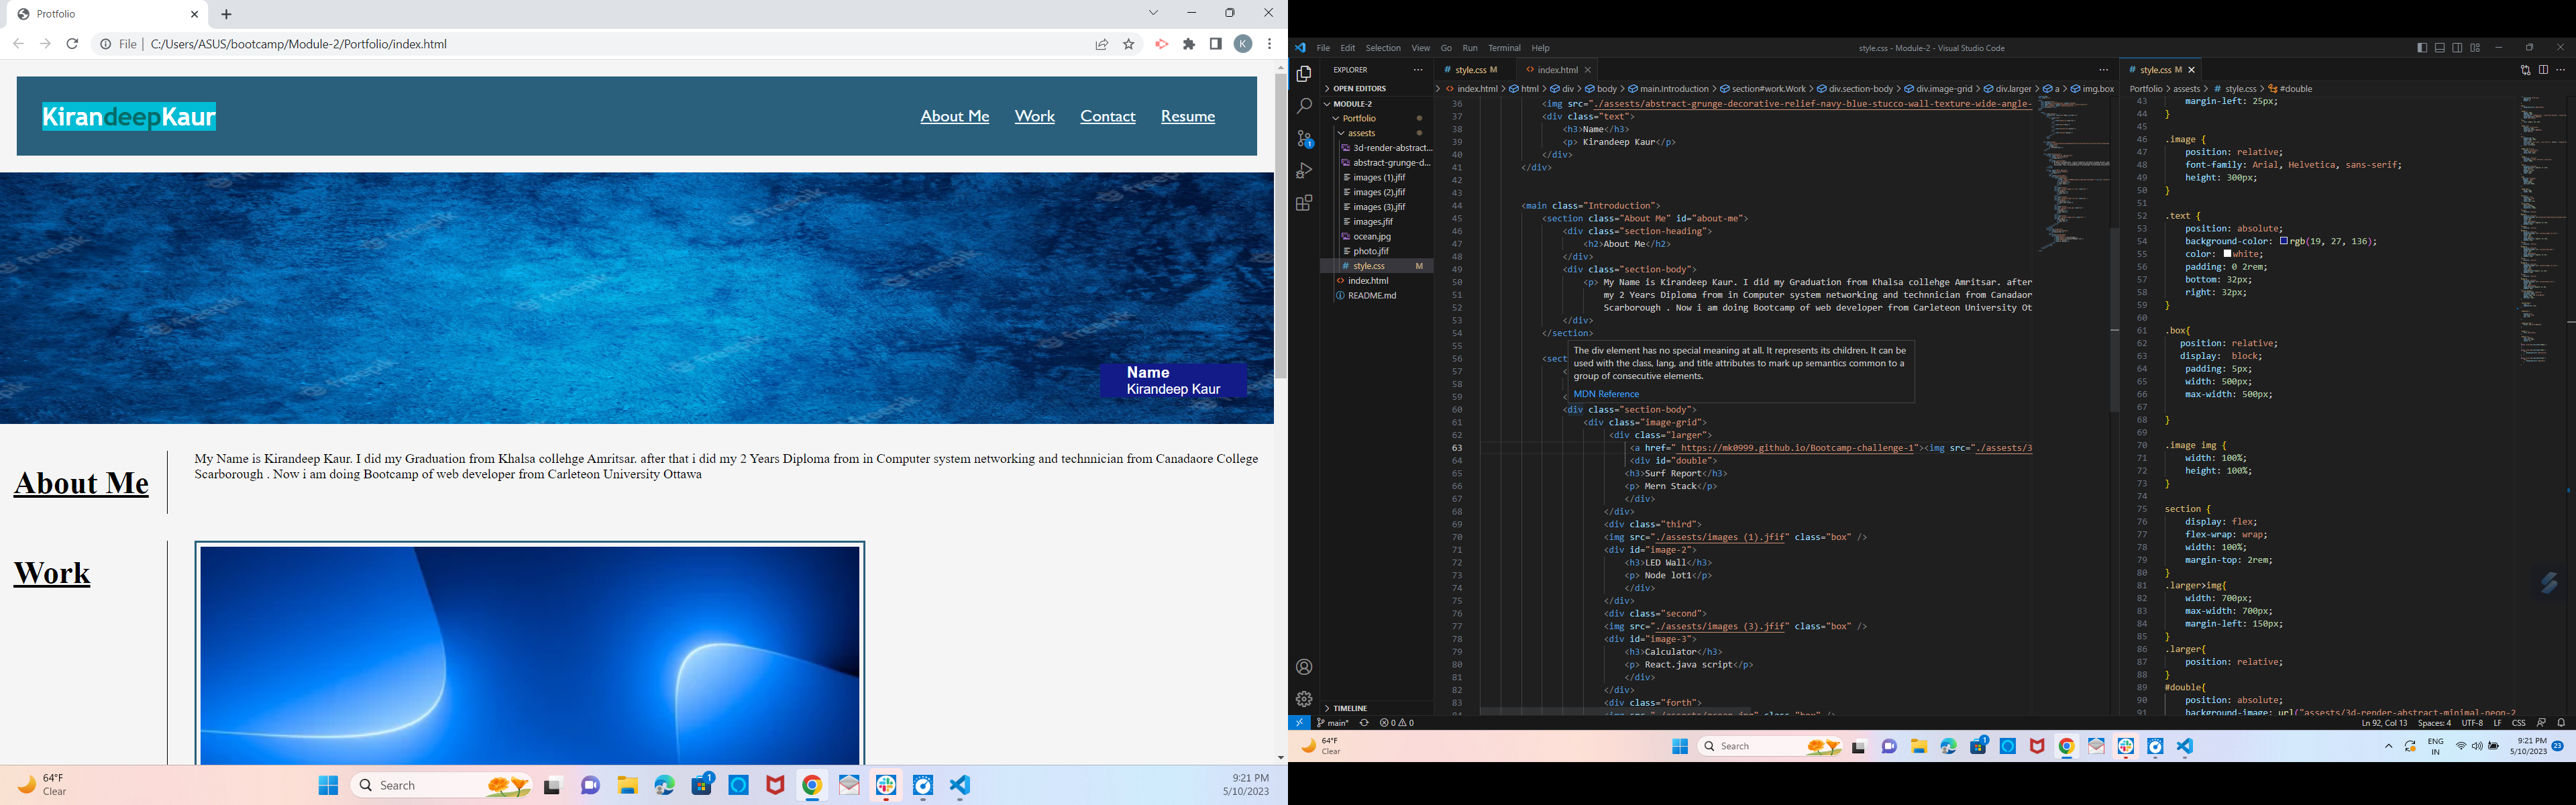 Protfolio
File | C:/Users/ASUS/bootcamp/Module-2/Portfolio/index.html
K
KirandeepKaur
About Me Work Contact Resume
Name
Kirandeep Kaur
About Me
My Name is Kirandeep Kaur. I did my Graduation from Khalsa collehge Amritsar. after that i did my 2 Years Diploma from in Computer system networking and technnician from Canadaore College
Scarborough . Now i am doing Bootcamp of web developer from Carleteon University Ottawa
Work
64°F
Clear
Search
1
9:21 PM
5/10/2023
File Edit Selection View Go Run Terminal Help
style.css - Module-2 - Visual Studio Code
EXPLORER
OPEN EDITORS
MODULE-2
Portfolio
assests
3d-render-abstract...
abstract-grunge-d...
images (1).jfif
images (2).jfif
images (3).jfif
images.jfif
ocean.jpg
photo.jfif
# style.css M
index.html
README.md
TIMELINE
# style.css M
index.html
index.html > html > div > body > main.Introduction > section#work.Work > div.section-body > div.image-grid > div.larger > a > img.box
36 <img src="./assests/abstract-grunge-decorative-relief-navy-blue-stucco-wall-texture-wide-angle-
37 <div class="text">
38 <h3>Name</h3>
39 <p> Kirandeep Kaur</p>
40 </div>
41 </div>
42
43
44 <main class="Introduction">
45 <section class="About Me" id="about-me">
46 <div class="section-heading">
47 <h2>About Me</h2>
48 </div>
49 <div class="section-body">
50 <p> My Name is Kirandeep Kaur. I did my Graduation from Khalsa collehge Amritsar. after
51 my 2 Years Diploma from in Computer system networking and technnician from Canadaor
52 Scarborough . Now i am doing Bootcamp of web developer from Carleteon University Ot
53 </div>
54 </section>
55
56 <sect
57 <
58
59 <
The div element has no special meaning at all. It represents its children. It can be
used with the class, lang, and title attributes to mark up semantics common to a
group of consecutive elements.
MDN Reference
60 <div class="section-body">
61 <div class="image-grid">
62 <div class="larger">
63 <a href=" https://mk0999.github.io/Bootcamp-challenge-1"><img src="./assests/3
64 <div id="double">
65 <h3>Surf Report</h3>
66 <p> Mern Stack</p>
67 </div>
68 </div>
69 <div class="third">
70 <img src="./assests/images (1).jfif" class="box" />
71 <div id="image-2">
72 <h3>LED Wall</h3>
73 <p> Node lot1</p>
74 </div>
75 </div>
76 <div class="second">
77 <img src="./assests/images (3).jfif" class="box" />
78 <div id="image-3">
79 <h3>Calculator</h3>
80 <p> React.java script</p>
81 </div>
82 </div>
83 <div class="forth">
84 <img src="./assests/ocean.jpg" class="box" />
# style.css M
Portfolio > assests > # style.css > #double
43 margin-left: 25px;
44 }
45
46 .image {
47 position: relative;
48 font-family: Arial, Helvetica, sans-serif;
49 height: 300px;
50 }
51
52 .text {
53 position: absolute;
54 background-color: rgb(19, 27, 136);
55 color: white;
56 padding: 0 2rem;
57 bottom: 32px;
58 right: 32px;
59 }
60
61 .box{
62 position: relative;
63 display: block;
64 padding: 5px;
65 width: 500px;
66 max-width: 500px;
67
68 }
69
70 .image img {
71 width: 100%;
72 height: 100%;
73 }
74
75 section {
76 display: flex;
77 flex-wrap: wrap;
78 width: 100%;
79 margin-top: 2rem;
80 }
81 .larger>img{
82 width: 700px;
83 max-width: 700px;
84 margin-left: 150px;
85 }
86 .larger{
87 position: relative;
88 }
89 #double{
90 position: absolute;
91 background-image: url("assests/3d-render-abstract-minimal-neon-2
main* 0 0
Ln 92, Col 13 Spaces: 4 UTF-8 LF CSS
64°F
Clear
Search
1
ENG
IN
9:21 PM
5/10/2023
23